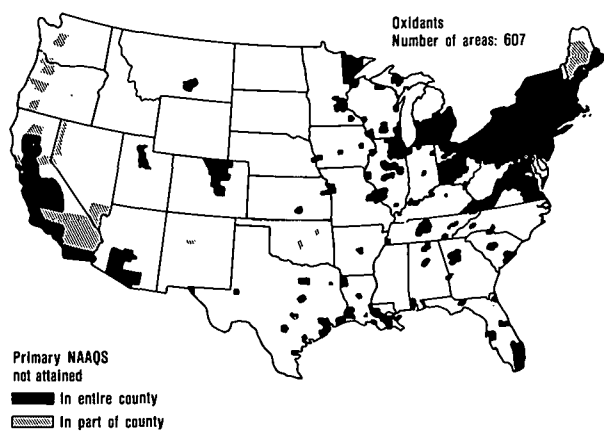 Oxidants
Number of areas: 607
Primary NAAQS
not attained
In entire county
In part of county